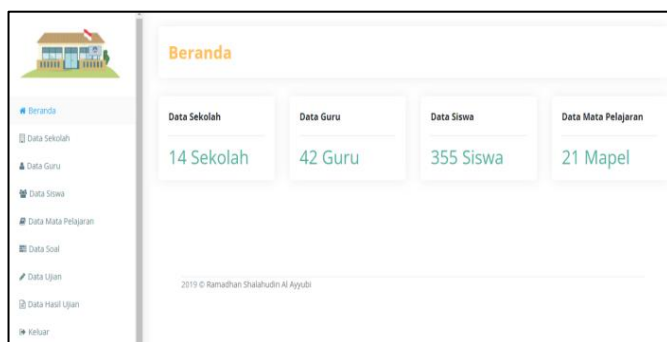 Beranda
Beranda
Data Sekolah
Data Guru
Data Siswa
Data Mata Pelajaran
Data Soal
Data Ujian
Data Hasil Ujian
Keluar
Data Sekolah
14 Sekolah
Data Guru
42 Guru
Data Siswa
355 Siswa
Data Mata Pelajaran
21 Mapel
2019 © Ramadhan Shalahudin Al Ayyubi